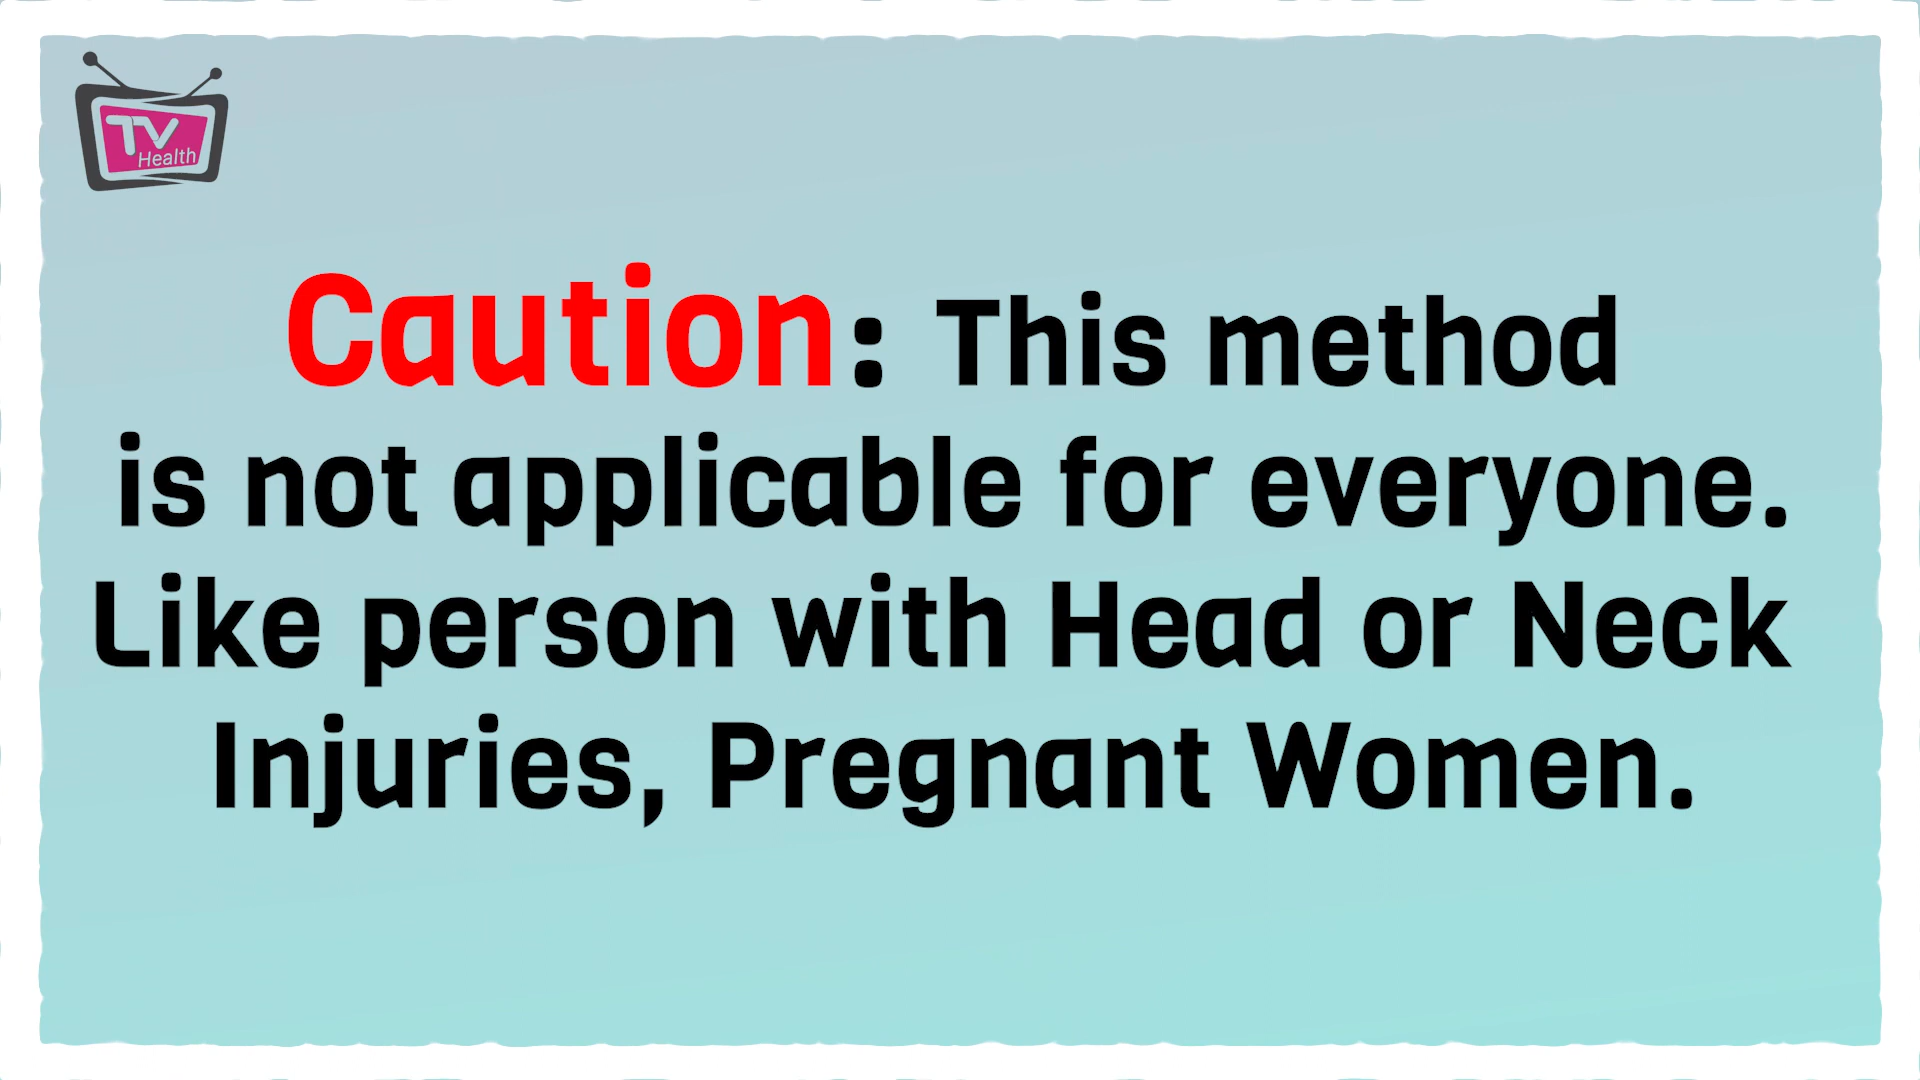 TV
Health
Caution: This method
is not applicable for everyone.
Like person with Head or Neck
Injuries, Pregnant Women.